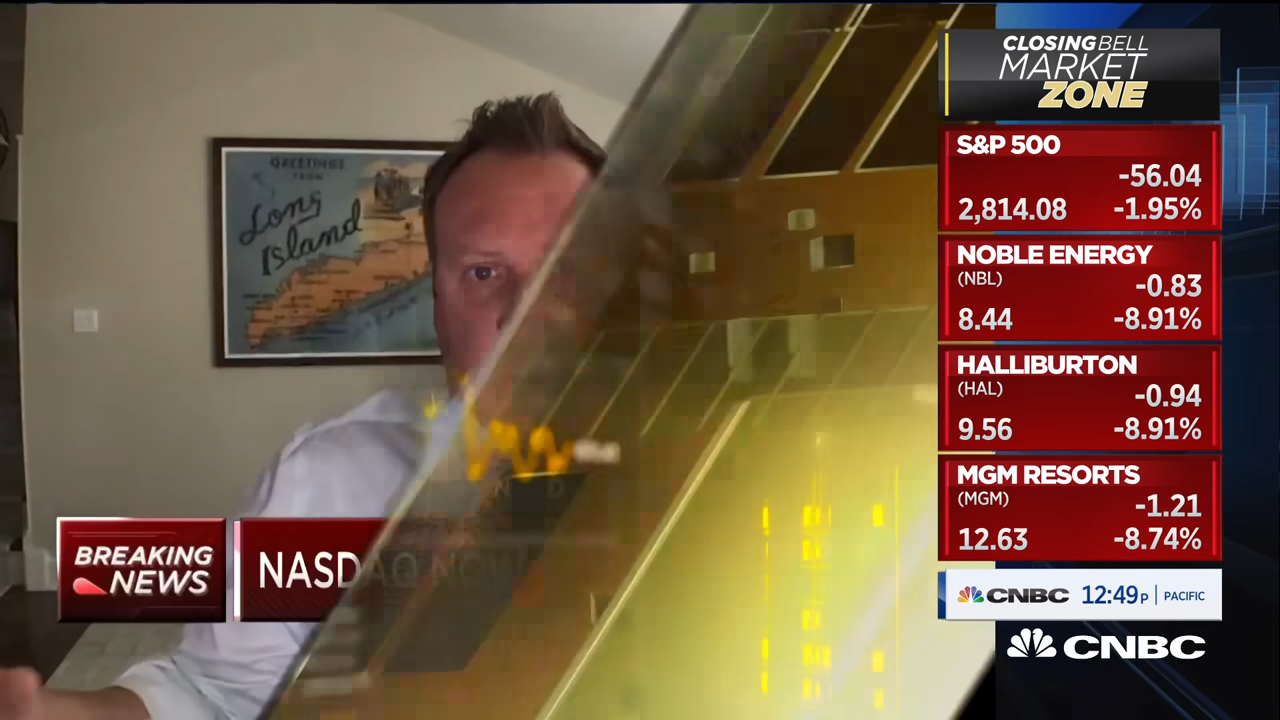 GREETINGS
FROM
Long
Island
BREAKING
NEWS
NASDAQ NOW
CLOSING BELL
MARKET
ZONE
S&P 500
-56.04
2,814.08 -1.95%
NOBLE ENERGY
(NBL) -0.83
8.44 -8.91%
HALLIBURTON
(HAL) -0.94
9.56 -8.91%
MGM RESORTS
(MGM) -1.21
12.63 -8.74%
CNBC 12:49P PACIFIC
CNBC